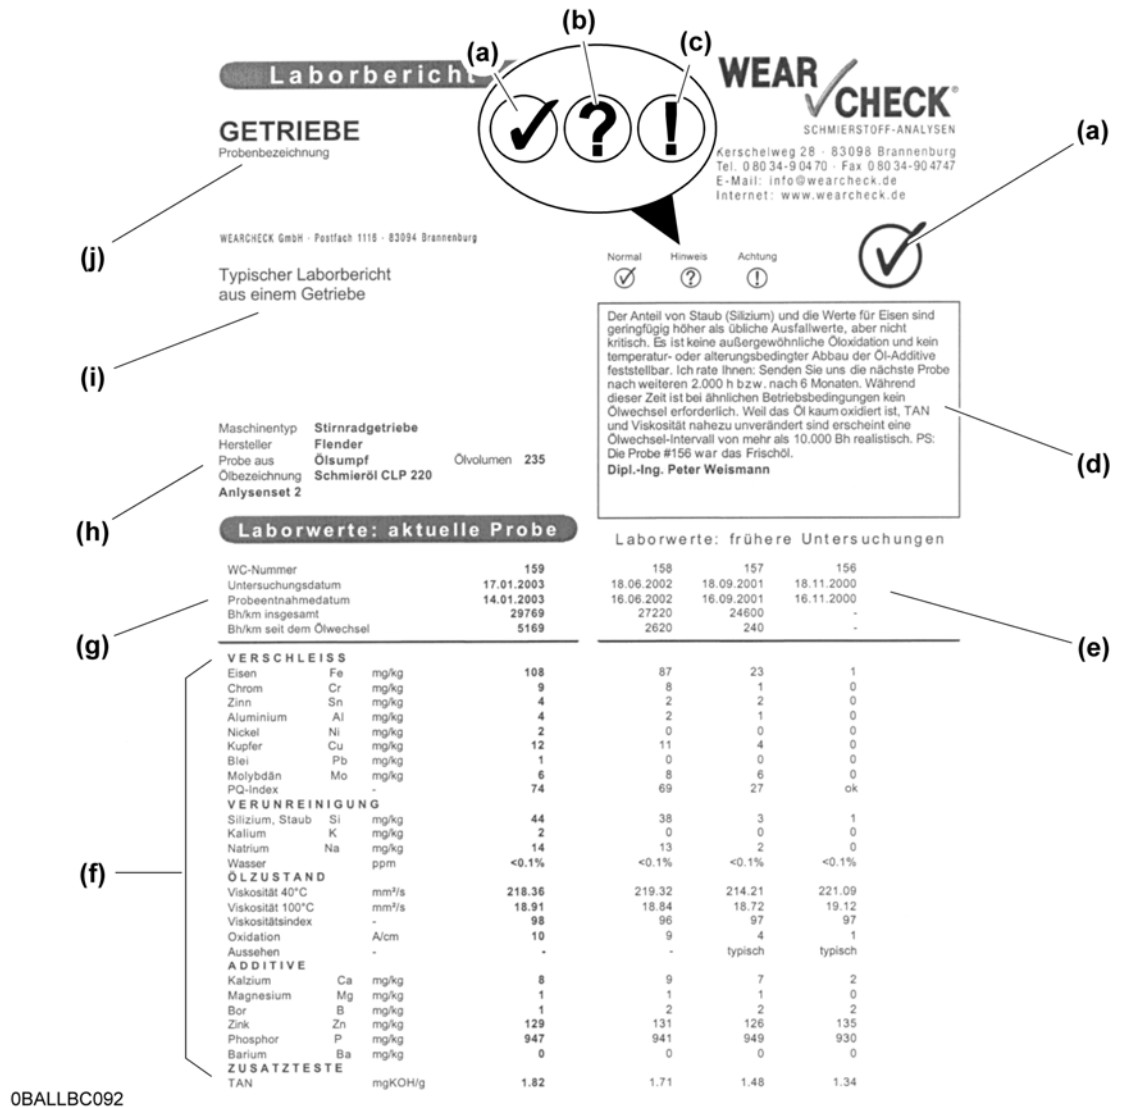 (b)
(a)
(c)
Laborbericht
WEAR
CHECK®
SCHMIERSTOFF-ANALYSEN
GETRIEBE
Probenbezeichnung
Kerschelweg 28 · 83098 Brannenburg
Tel. 0 80 34-9 04 70 · Fax 0 80 34-90 47 47
E-Mail: info@wearcheck.de
Internet: www.wearcheck.de
(a)
? !
(j)
WEARCHECK GmbH - Postfach 1116 - 83094 Brannenburg
Typischer Laborbericht
aus einem Getriebe
Normal Hinweis Achtung
? !
(i)
Der Anteil von Staub (Silizium) und die Werte für Eisen sind
geringfügig höher als übliche Ausfallwerte, aber nicht
kritisch. Es ist keine außergewöhnliche Öloxidation und kein
temperatur- oder alterungsbedingter Abbau der Öl-Additive
feststellbar. Ich rate Ihnen: Senden Sie uns die nächste Probe
nach weiteren 2.000 h bzw. nach 6 Monaten. Während
dieser Zeit ist bei ähnlichen Betriebsbedingungen kein
Ölwechsel erforderlich. Weil das Öl kaum oxidiert ist, TAN
und Viskosität nahezu unverändert sind erscheint eine
Ölwechsel-Intervall von mehr als 10.000 Bh realistisch. PS:
Die Probe #156 war das Frischöl.
Dipl.-Ing. Peter Weismann
(d)
Maschinentyp Stirnradgetriebe
Hersteller Flender
Probe aus Ölsumpf Ölvolumen 235
Ölbezeichnung Schmieröl CLP 220
Anlysenset 2
(h)
Laborwerte: aktuelle Probe
Laborwerte: frühere Untersuchungen
WC-Nummer 159 158 157 156
Untersuchungsdatum 17.01.2003 18.06.2002 18.09.2001 18.11.2000
Probeentnahmedatum 14.01.2003 16.06.2002 16.09.2001 16.11.2000
Bh/km insgesamt 29769 27220 24600 -
Bh/km seit dem Ölwechsel 5169 2620 240 -
(g)
(e)
VERSCHLEISS
Eisen Fe mg/kg 108 87 23 1
Chrom Cr mg/kg 9 8 1 0
Zinn Sn mg/kg 4 2 2 0
Aluminium Al mg/kg 4 2 1 0
Nickel Ni mg/kg 2 0 0 0
Kupfer Cu mg/kg 12 11 4 0
Blei Pb mg/kg 1 0 0 0
Molybdän Mo mg/kg 6 8 6 0
PQ-Index - 74 69 27 ok
VERUNREINIGUNG
Silizium, Staub Si mg/kg 44 38 3 1
Kalium K mg/kg 2 0 0 0
Natrium Na mg/kg 14 13 2 0
Wasser ppm <0.1% <0.1% <0.1% <0.1%
(f)
ÖLZUSTAND
Viskosität 40°C mm²/s 218.36 219.32 214.21 221.09
Viskosität 100°C mm²/s 18.91 18.84 18.72 19.12
Viskositätsindex - 98 96 97 97
Oxidation A/cm 10 9 4 1
Aussehen - - - typisch typisch
ADDITIVE
Kalzium Ca mg/kg 8 9 7 2
Magnesium Mg mg/kg 1 1 1 0
Bor B mg/kg 1 2 2 2
Zink Zn mg/kg 129 131 126 135
Phosphor P mg/kg 947 941 949 930
Barium Ba mg/kg 0 0 0 0
ZUSATZTESTE
TAN mgKOH/g 1.82 1.71 1.48 1.34
0BALLBC092